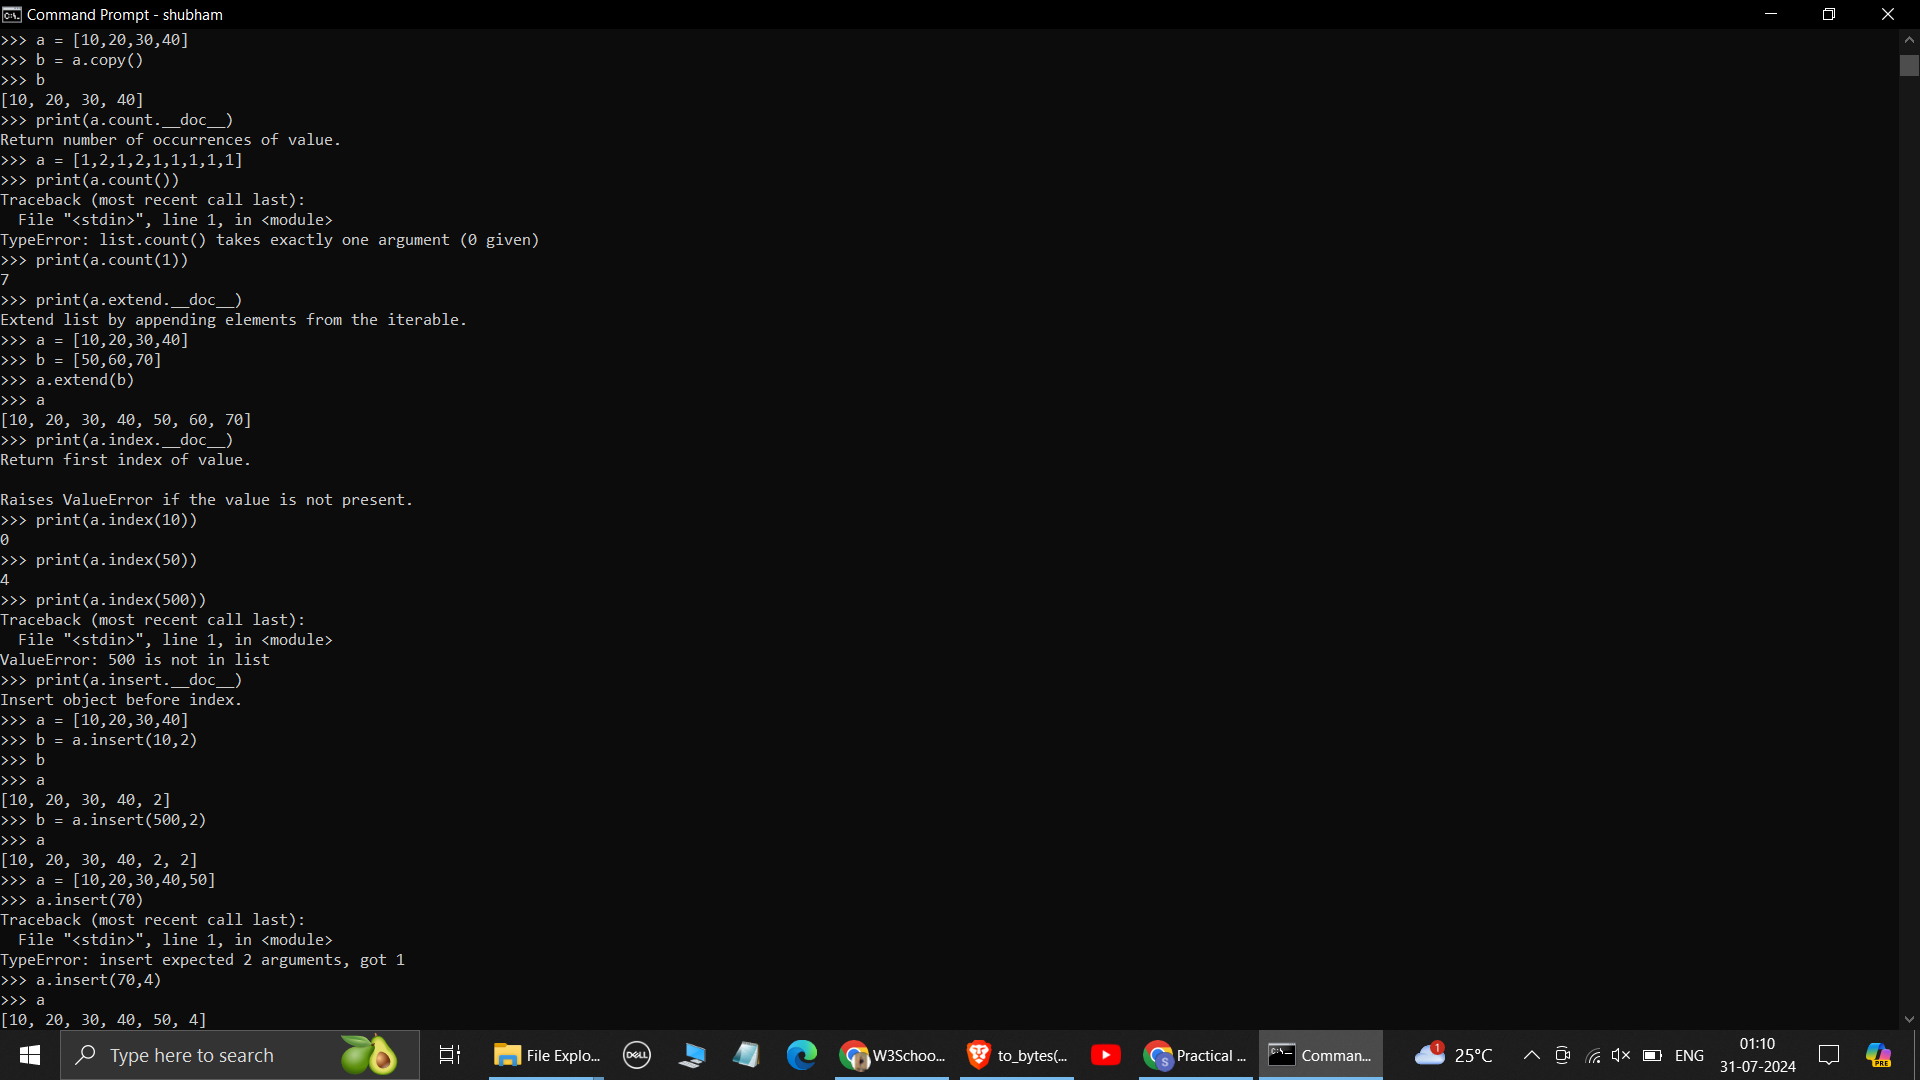 Command Prompt - shubham
>>> a = [10,20,30,40]
>>> b = a.copy()
>>> b
[10, 20, 30, 40]
>>> print(a.count.__doc__)
Return number of occurrences of value.
>>> a = [1,2,1,2,1,1,1,1,1]
>>> print(a.count())
Traceback (most recent call last):
  File "<stdin>", line 1, in <module>
TypeError: list.count() takes exactly one argument (0 given)
>>> print(a.count(1))
7
>>> print(a.extend.__doc__)
Extend list by appending elements from the iterable.
>>> a = [10,20,30,40]
>>> b = [50,60,70]
>>> a.extend(b)
>>> a
[10, 20, 30, 40, 50, 60, 70]
>>> print(a.index.__doc__)
Return first index of value.

Raises ValueError if the value is not present.
>>> print(a.index(10))
0
>>> print(a.index(50))
4
>>> print(a.index(500))
Traceback (most recent call last):
  File "<stdin>", line 1, in <module>
ValueError: 500 is not in list
>>> print(a.insert.__doc__)
Insert object before index.
>>> a = [10,20,30,40]
>>> b = a.insert(10,2)
>>> b
>>> a
[10, 20, 30, 40, 2]
>>> b = a.insert(500,2)
>>> a
[10, 20, 30, 40, 2, 2]
>>> a = [10,20,30,40,50]
>>> a.insert(70)
Traceback (most recent call last):
  File "<stdin>", line 1, in <module>
TypeError: insert expected 2 arguments, got 1
>>> a.insert(70,4)
>>> a
[10, 20, 30, 40, 50, 4]
Type here to search
File Explo...
DELL
W3Schoo...
to_bytes(...
S
Practical ...
C:\.
Comman...
1
25°C
ENG
01:10
31-07-2024
PRE